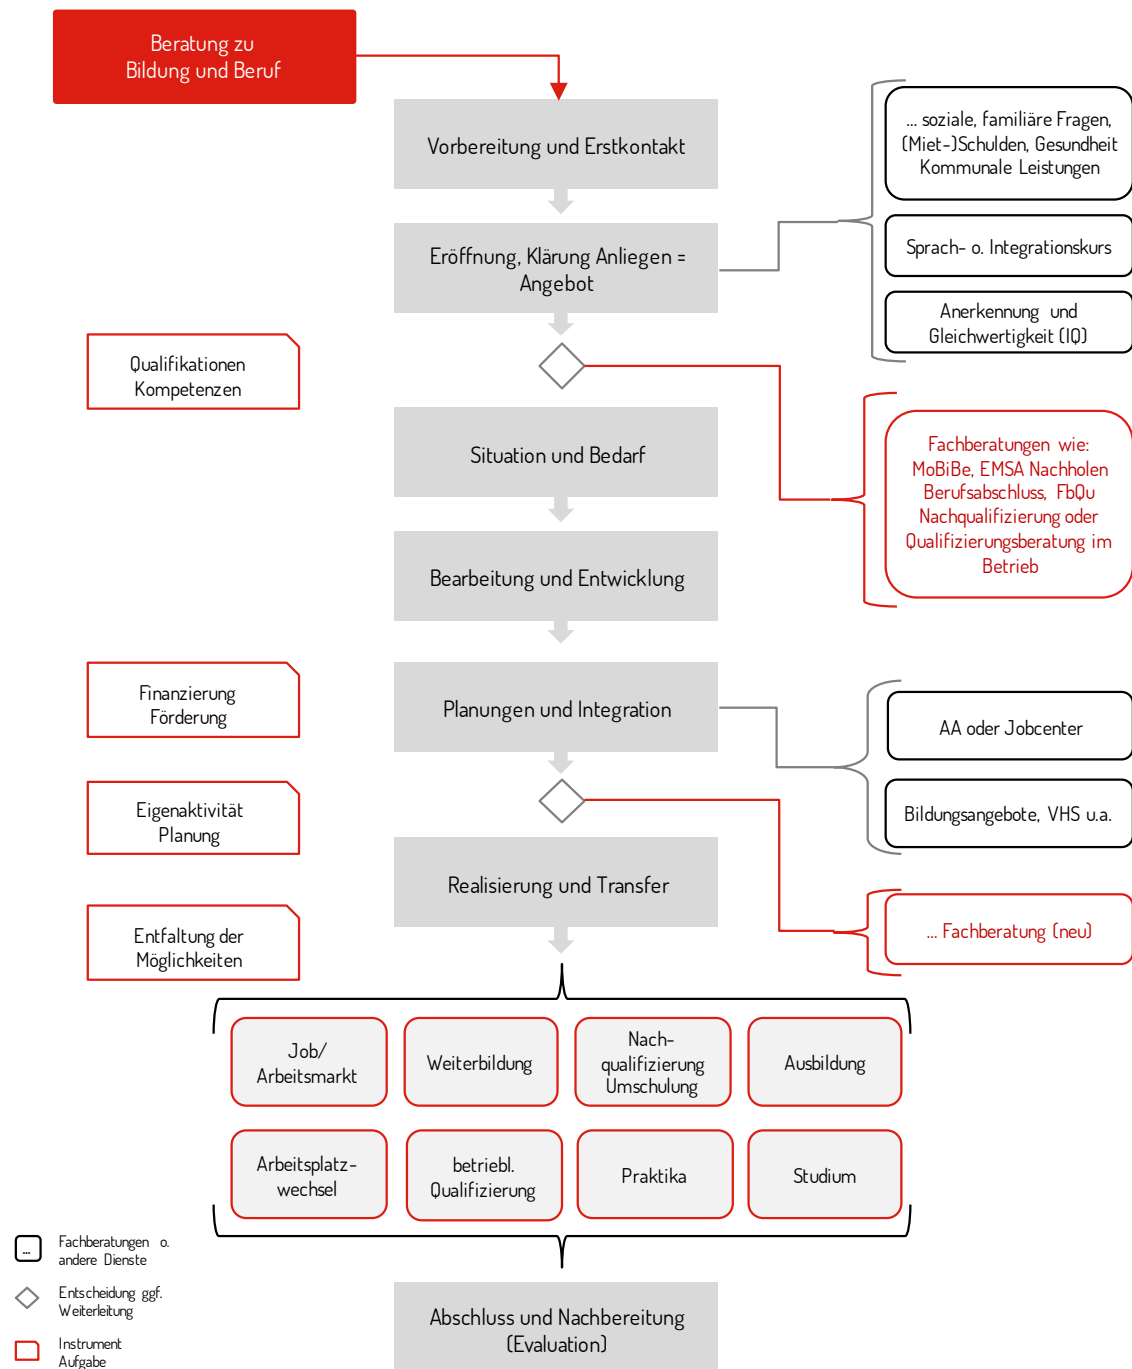 Beratung zu
Bildung und Beruf
Vorbereitung und Erstkontakt
... soziale, familiäre Fragen,
(Miet-)Schulden, Gesundheit
Kommunale Leistungen
Eröffnung, Klärung Anliegen =
Angebot
Sprach- o. Integrationskurs
Anerkennung und
Gleichwertigkeit (IQ)
Qualifikationen
Kompetenzen
Situation und Bedarf
Fachberatungen wie:
MoBiBe, EMSA Nachholen
Berufsabschluss, FbQu
Nachqualifizierung oder
Qualifizierungsberatung im
Betrieb
Bearbeitung und Entwicklung
Finanzierung
Förderung
Planungen und Integration
AA oder Jobcenter
Eigenaktivität
Planung
Bildungsangebote, VHS u.a.
Realisierung und Transfer
Entfaltung der
Möglichkeiten
... Fachberatung (neu)
Job/
Arbeitsmarkt
Weiterbildung
Nach-
qualifizierung
Umschulung
Ausbildung
Arbeitsplatz-
wechsel
betriebl.
Qualifizierung
Praktika
Studium
...
Fachberatungen o.
andere Dienste
Entscheidung ggf.
Weiterleitung
Instrument
Aufgabe
Abschluss und Nachbereitung
(Evaluation)